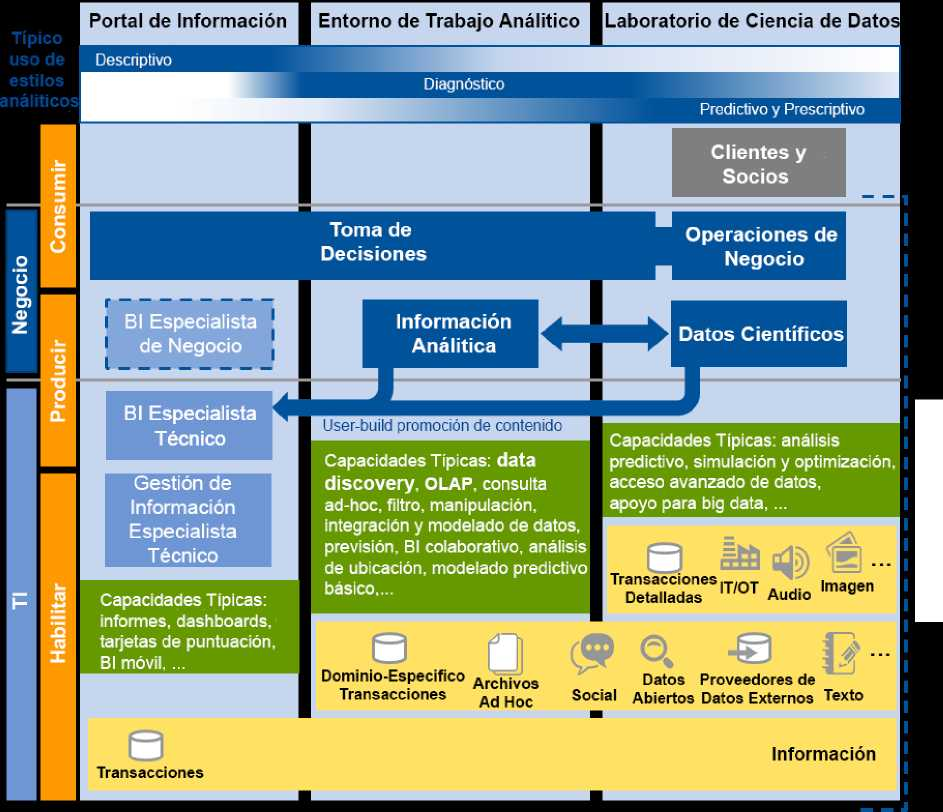 Portal de Información
Entorno de Trabajo Análitico
Laboratorio de Ciencia de Datos
Típico
uso de
estilos
análiticos
Descriptivo
Diagnóstico
Predictivo y Prescriptivo
Consumir
Clientes y
Socios
Negocio
Toma de
Decisiones
Operaciones de
Negocio
Producir
BI Especialista
de Negocio
Información
Análitica
Datos Científicos
BI Especialista
Técnico
User-build promoción de contenido
TI
Habilitar
Gestión de
Información
Especialista
Técnico
Capacidades Típicas:
informes, dashboards,
tarjetas de puntuación,
BI móvil, ...
Capacidades Típicas: data
discovery, OLAP, consulta
ad-hoc, filtro, manipulación,
integración y modelado de datos,
previsión, BI colaborativo, análisis
de ubicación, modelado predictivo
básico,...
Capacidades Típicas: análisis
predictivo, simulación y optimización,
acceso avanzado de datos,
apoyo para big data, ...
Transacciones
Detalladas
IT/OT
Audio
Imagen
...
Dominio-Especifico
Transacciones
Archivos
Ad Hoc
Social
Datos
Abiertos
Proveedores de
Datos Externos
Texto
...
Transacciones
Información